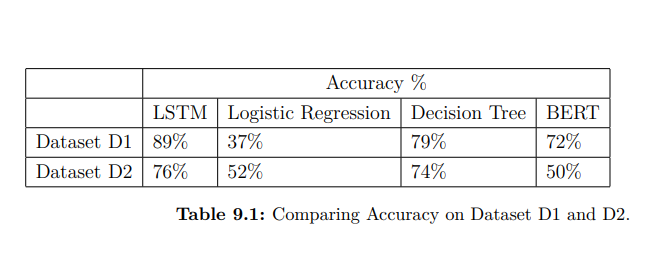 Accuracy %
LSTM Logistic Regression Decision Tree BERT
Dataset D1 89% 37% 79% 72%
Dataset D2 76% 52% 74% 50%
Table 9.1: Comparing Accuracy on Dataset D1 and D2.